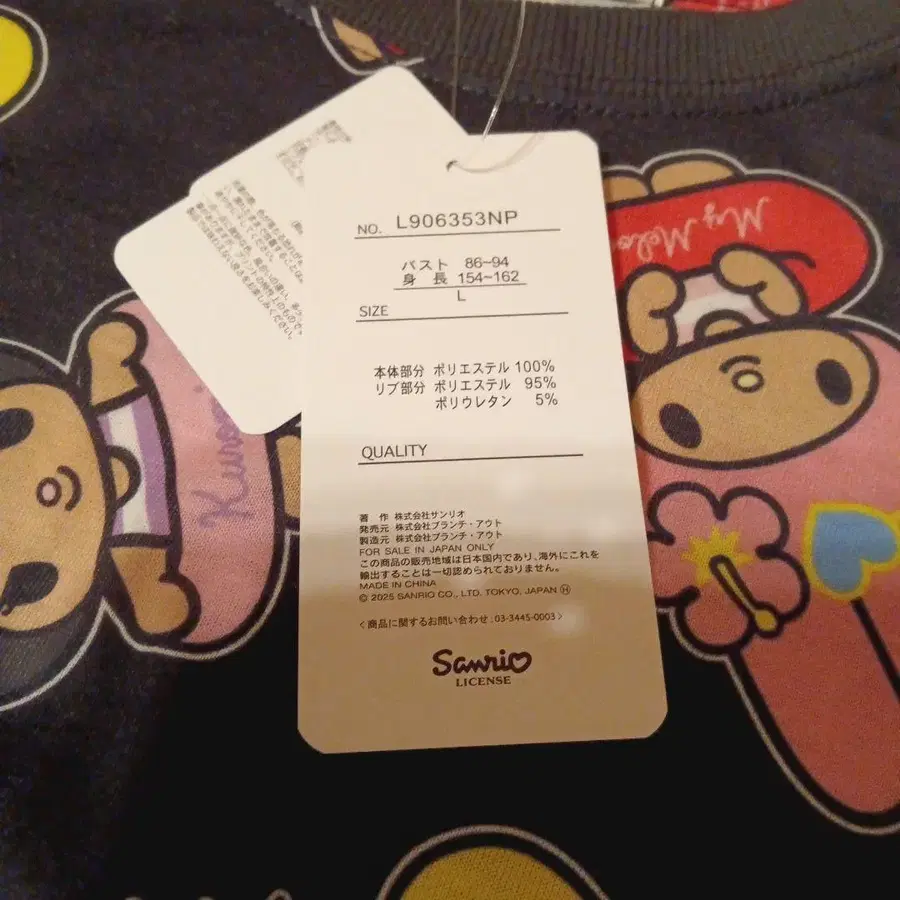 NO. L906353NP
バスト 86~94
身 長 154~162
L
SIZE
本体部分 ポリエステル 100%
リブ部分 ポリエステル 95%
ポリウレタン 5%
QUALITY
著 作 株式会社サンリオ
発売元 株式会社ブランチ・アウト
製造元 株式会社ブランチ・アウト
FOR SALE IN JAPAN ONLY
この商品の販売地域は日本国内であり、海外にこれを
輸出することは一切認められておりません。
MADE IN CHINA
© 2025 SANRIO CO., LTD. TOKYO, JAPAN Ⓗ
〈商品に関するお問い合わせ:03-3445-0003〉
Sanrio
LICENSE
My Melo
Kuromi